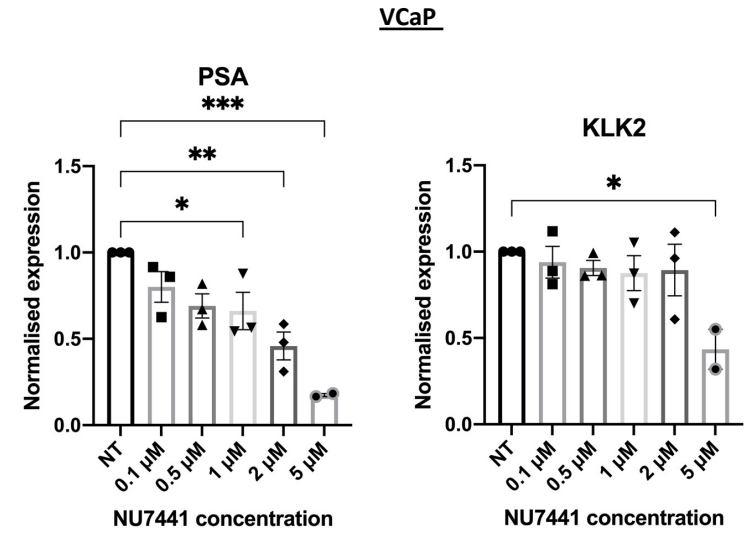 VCaP
PSA
***
**
*
1.5
1.0
0.5
0.0
Normalised expression
NT
0.1 µM
0.5 µM
1 µM
2 µM
5 µM
NU7441 concentration
KLK2
*
1.5
1.0
0.5
0.0
Normalised expression
NT
0.1 µM
0.5 µM
1 µM
2 µM
5 µM
NU7441 concentration